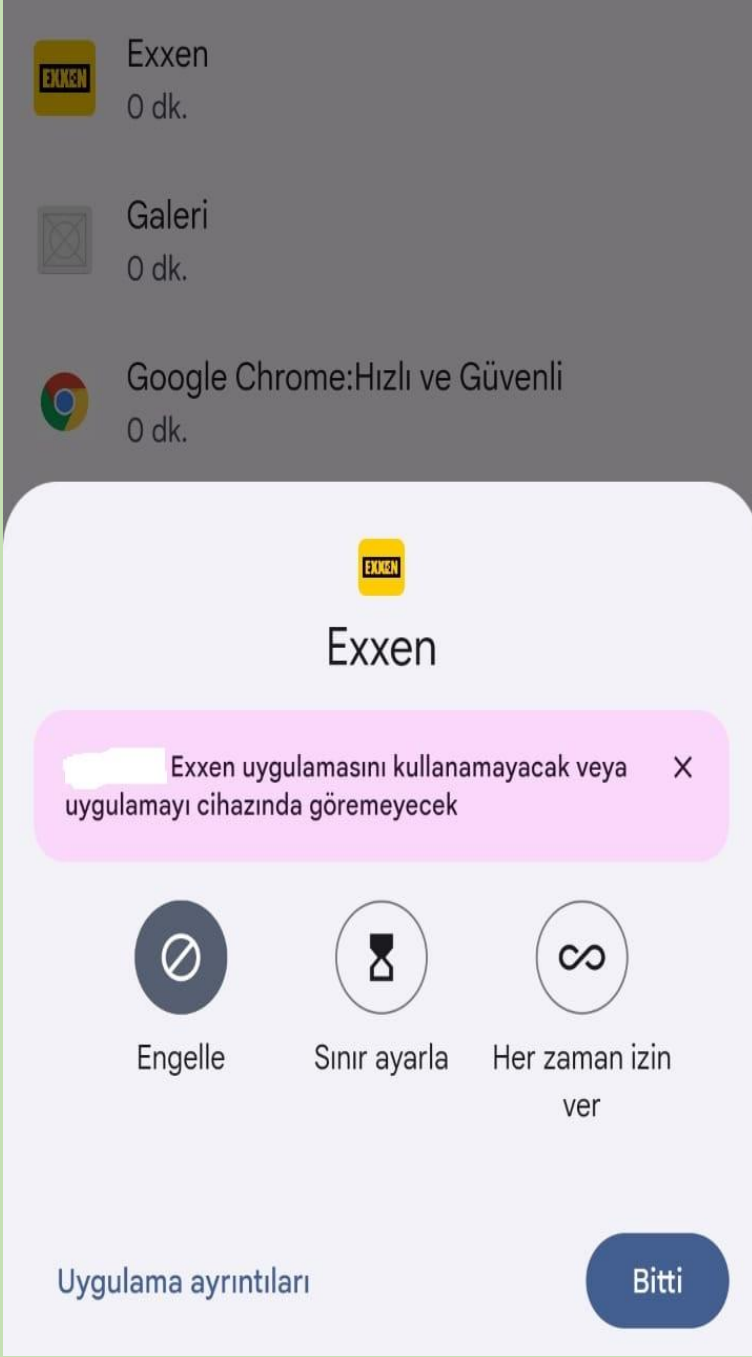 EXXEN
Exxen
0 dk.
Galeri
0 dk.
Google Chrome:Hızlı ve Güvenli
0 dk.
EXXEN
Exxen
Exxen uygulamasını kullanamayacak veya
uygulamayı cihazında göremeyecek
Engelle
Sınır ayarla
Her zaman izin
ver
Uygulama ayrıntıları
Bitti